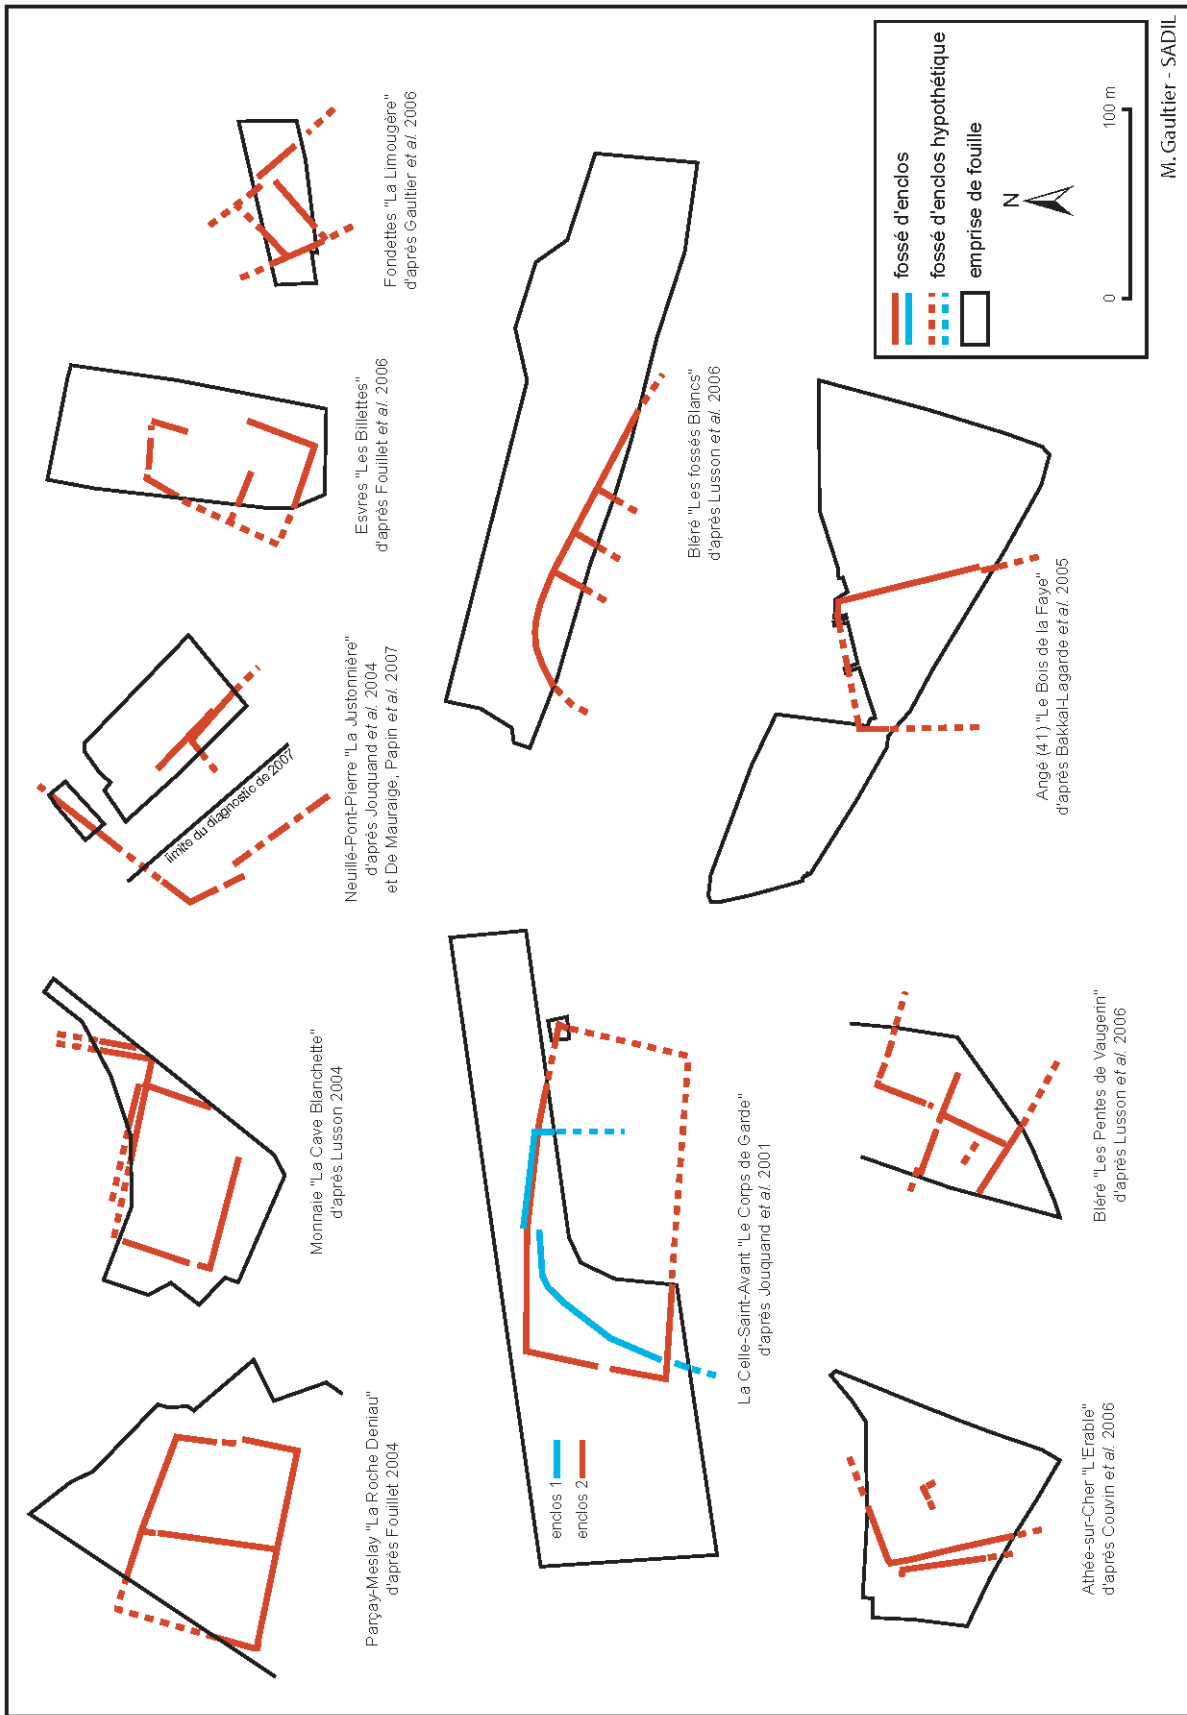 Parçay-Meslay "La Roche Deniau"
d'après Fouillet 2004
Monnaie "La Cave Blanchette"
d'après Lusson 2004
Neuillé-Pont-Pierre "La Justonnière"
d'après Jouquand et al. 2004
et De Mauraige, Papin et al. 2007
limite du diagnostic de 2007
Esvres "Les Billettes"
d'après Fouillet et al. 2006
Fondettes "La Limougère"
d'après Gaultier et al. 2006
enclos 1
enclos 2
La Celle-Saint-Avant "Le Corps de Garde"
d'après Jouquand et al. 2001
Bléré "Les fossés Blancs"
d'après Lusson et al. 2006
Athée-sur-Cher "L'Erable"
d'après Couvin et al. 2006
Bléré "Les Pentes de Vaugerin"
d'après Lusson et al. 2006
Angé (41) "Le Bois de la Faye"
d'après Bakkal-Lagarde et al. 2005
fossé d'enclos
fossé d'enclos hypothétique
emprise de fouille
N
0 100 m
M. Gaultier - SADIL